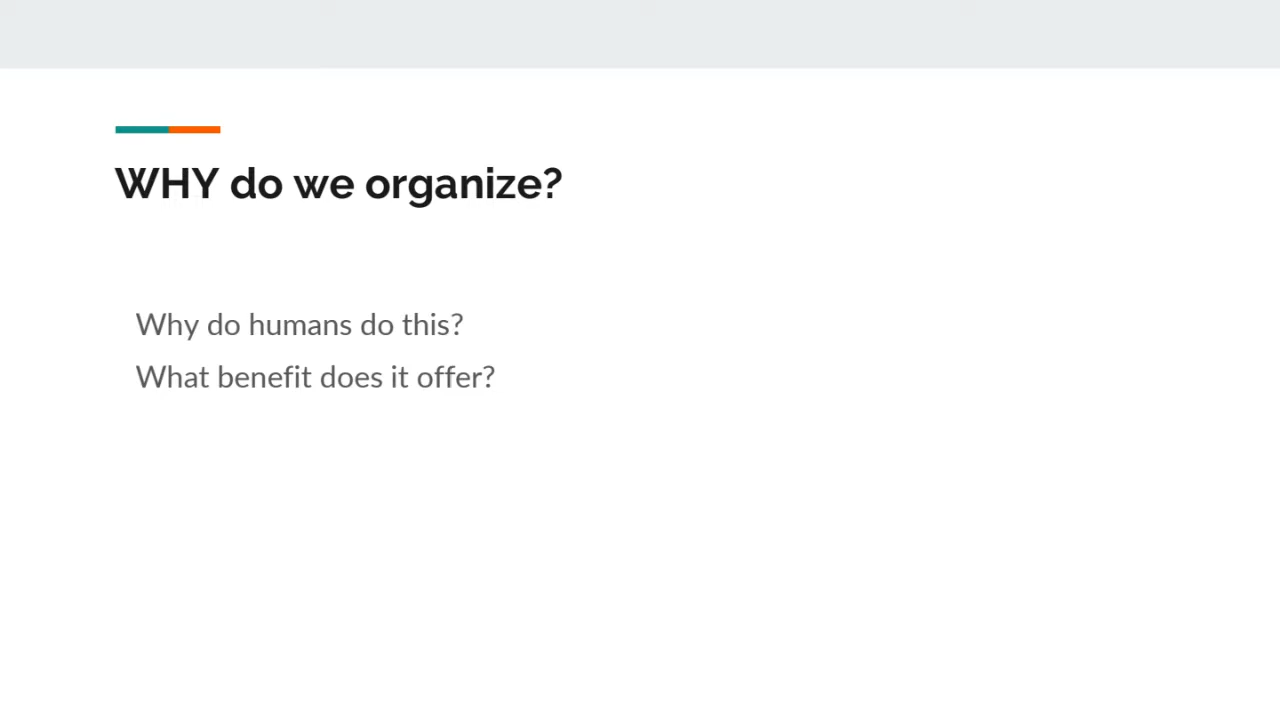 WHY do we organize?
Why do humans do this?
What benefit does it offer?